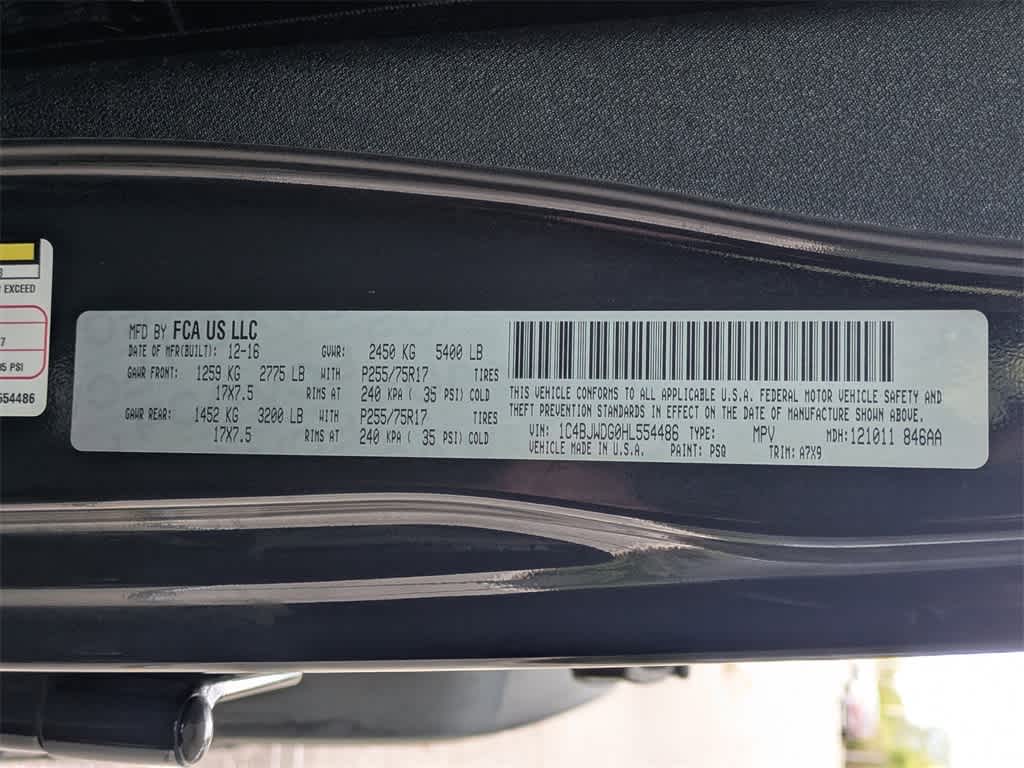 EXCEED
7
35 PSI
554486
MFD BY FCA US LLC
DATE OF MFR(BUILT): 12-16 GVWR: 2450 KG 5400 LB
GAWR FRONT: 1259 KG 2775 LB WITH P255/75R17 TIRES
17X7.5 RIMS AT 240 KPA ( 35 PSI) COLD
GAWR REAR: 1452 KG 3200 LB WITH P255/75R17 TIRES
17X7.5 RIMS AT 240 KPA ( 35 PSI) COLD
THIS VEHICLE CONFORMS TO ALL APPLICABLE U.S.A. FEDERAL MOTOR VEHICLE SAFETY AND
THEFT PREVENTION STANDARDS IN EFFECT ON THE DATE OF MANUFACTURE SHOWN ABOVE.
VIN: 1C4BJWDG0HL554486 TYPE: MPV MDH:121011 846AA
VEHICLE MADE IN U.S.A. PAINT: PSQ TRIM: A7X9